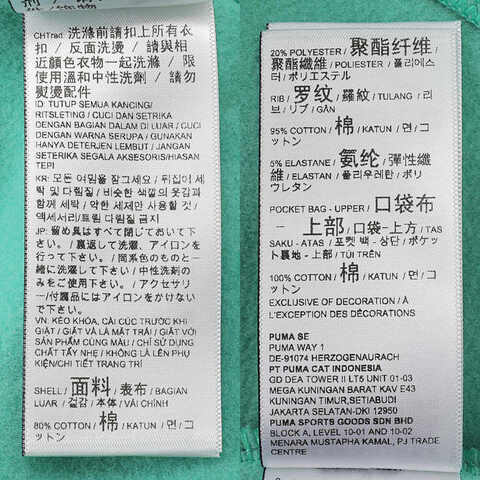 CHTrad. 洗滌前請扣上所有衣
扣 / 反面洗燙 / 請與相
近顏色衣物一起洗滌 / 限
使用溫和中性洗劑 / 請勿
熨燙配件
ID: TUTUP SEMUA KANCING/
RITSLETING / CUCI DAN SETRIKA
DENGAN BAGIAN DALAM DI LUAR / CUCI
DENGAN WARNA SERUPA / GUNAKAN
HANYA DETERJEN LEMBUT / JANGAN
SETERIKA SEGALA AKSESORIS/HIASAN
TEPI
KR: 모든 여밈을 잠그세요 / 뒤집어 세
탁 및 다림질 / 비슷한 색깔의 옷감과
함께 세탁 / 약한 세제만 사용할 것 /
액세서리/트림 다림질 금지
JP: 留め具はすべて閉じておいて下
さい。 / 裏返して洗濯、アイロンを
行って下さい。 / 同系色のものと一
緒に洗濯して下さい / 中性洗剤の
みをご使用下さい。 / アクセサリ
ー/付属品にはアイロンをかけない
で下さい。
VN: KÉO KHÓA, CÀI CÚC TRƯỚC KHI
GIẶT / GIẶT VÀ LÀ MẶT TRÁI / GIẶT VỚI
SẢN PHẨM CÙNG MÀU / CHỈ SỬ DỤNG
CHẤT TẨY NHẸ / KHÔNG LÀ LÊN PHỤ
KIỆN/CHI TIẾT TRANG TRÍ
SHELL / 面料 / 表布 / BAGIAN
LUAR / 겉감 / 本体 / VẢI CHÍNH
80% COTTON / 棉 / KATUN / 면 / コッ
20% POLYESTER / 聚酯纤维 /
聚酯纖維 / POLIESTER / 폴리에스
터 / ポリエステル
RIB / 罗纹 / 羅紋 / TULANG / 리
브 / リブ / GÂN
95% COTTON / 棉 / KATUN / 면 / コ
ットン
5% ELASTANE / 氨纶 / 彈性纖
維 / ELASTAN / 폴리우레탄 / ポリ
ウレタン
POCKET BAG - UPPER / 口袋布
- 上部 / 口袋-上方 / TAS
SAKU - ATAS / 포켓 백 - 상단 / ポケッ
ト裏地 - 上部 / TÚI TRÊN
100% COTTON / 棉 / KATUN / 면 / コ
ットン
EXCLUSIVE OF DECORATION / À
L'EXCEPTION DES DÉCORATIONS
PUMA SE
PUMA WAY 1
DE-91074 HERZOGENAURACH
PT PUMA CAT INDONESIA
GD DEA TOWER II LT5 UNIT 01-03
MEGA KUNINGAN BARAT KAV E43
KUNINGAN TIMUR,SETIABUDI
JAKARTA SELATAN-DKI 12950
PUMA SPORTS GOODS SDN BHD
BLOCK A, LEVEL 10-01 AND 10-02
MENARA MUSTAPHA KAMAL, PJ TRADE
CENTRE